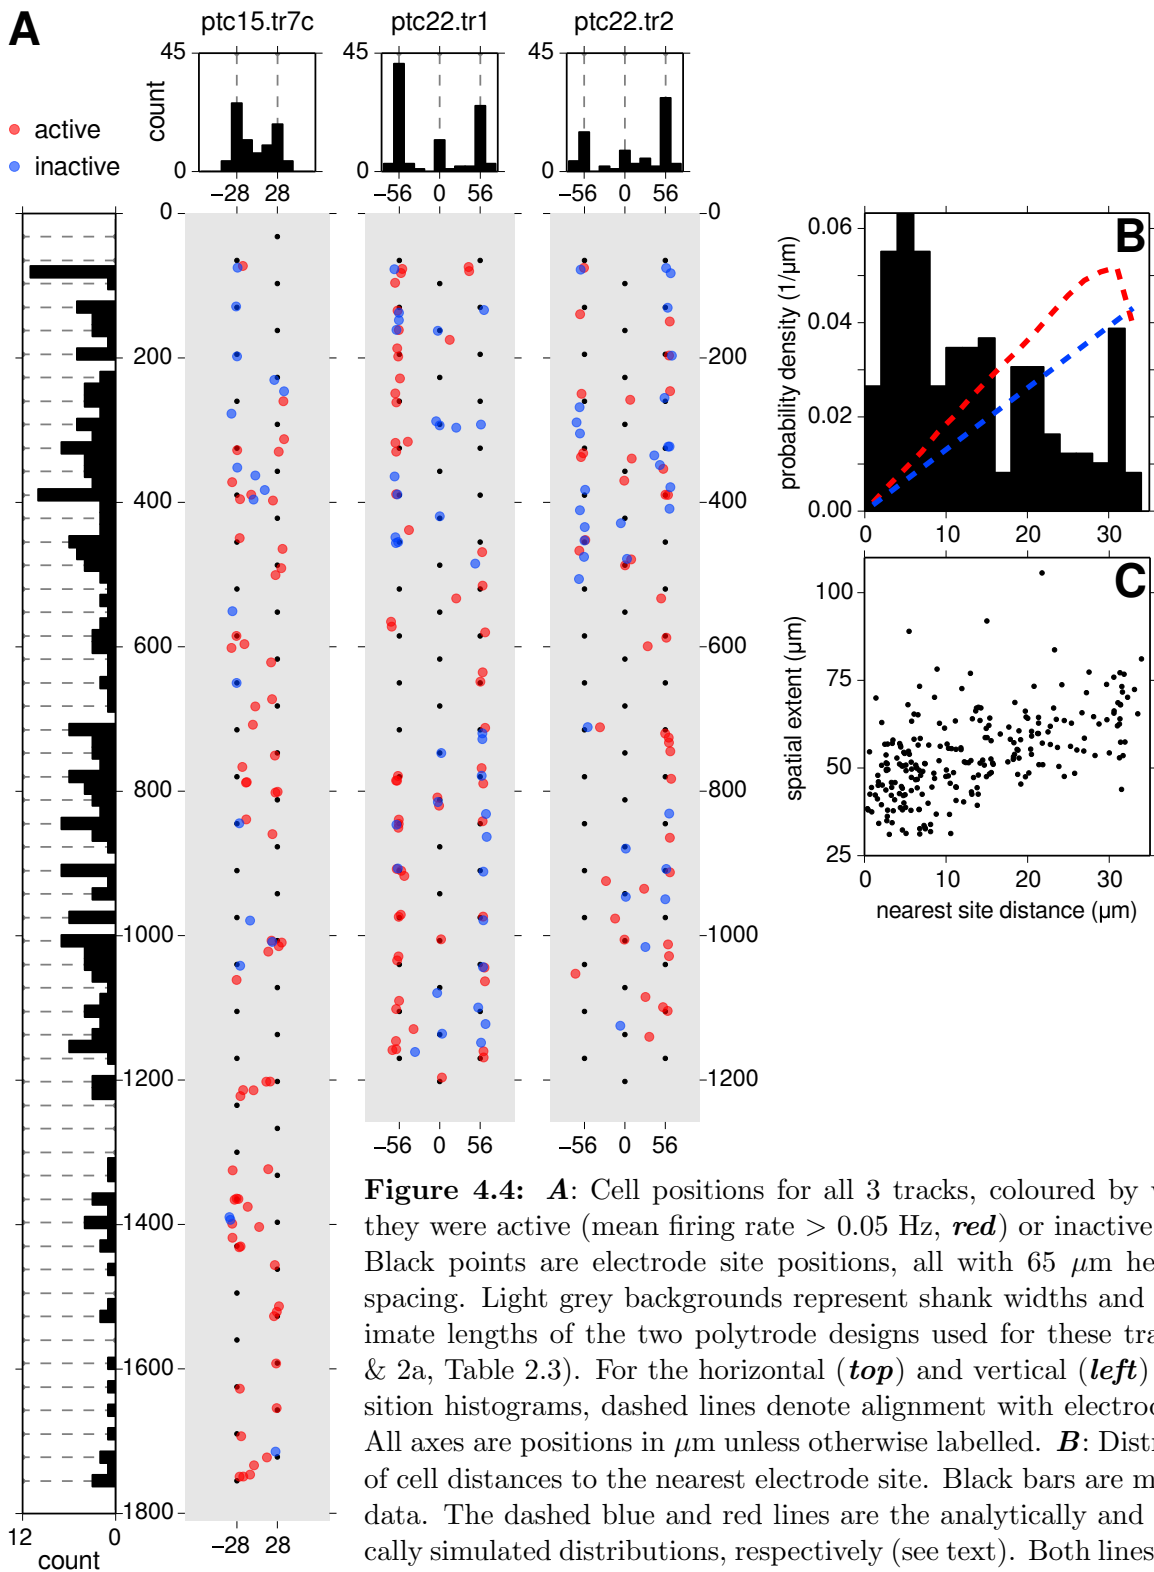 A
ptc15.tr7c
ptc22.tr1
ptc22.tr2
45
0
count
−28 28
45
0
−56 0 56
−56 0 56
active
inactive
0
200
400
600
800
1000
1200
1400
1600
1800
12 0
count
−28 28
−56 0 56
−56 0 56
0
200
400
600
800
1000
1200
B
0.06
0.04
0.02
0.00
probability density (1/µm)
0 10 20 30
C
100
75
50
25
spatial extent (µm)
0 10 20 30
nearest site distance (µm)
Figure 4.4: A: Cell positions for all 3 tracks, coloured by
they were active (mean firing rate > 0.05 Hz, red) or inactive
Black points are electrode site positions, all with 65 µm he
spacing. Light grey backgrounds represent shank widths and
imate lengths of the two polytrode designs used for these tra
& 2a, Table 2.3). For the horizontal (top) and vertical (left)
sition histograms, dashed lines denote alignment with electrod
All axes are positions in µm unless otherwise labelled. B: Distr
of cell distances to the nearest electrode site. Black bars are m
data. The dashed blue and red lines are the analytically and
cally simulated distributions, respectively (see text). Both lines